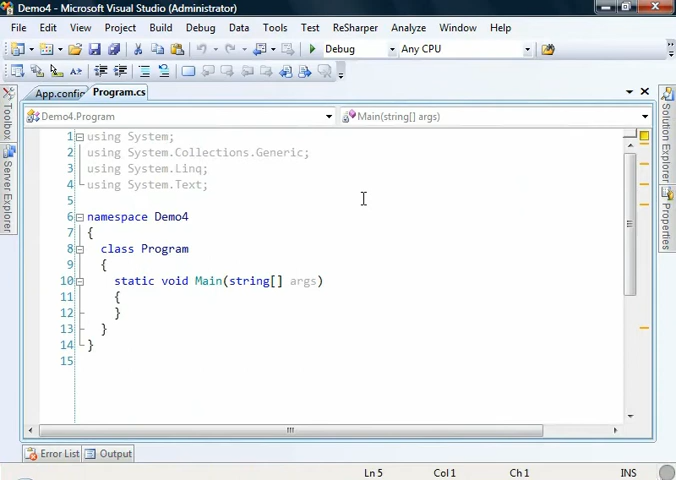 Demo4 - Microsoft Visual Studio (Administrator)
File Edit View Project Build Debug Data Tools Test ReSharper Analyze Window Help
Debug Any CPU
App.config Program.cs
Demo4.Program Main(string[] args)
1 using System;
2 using System.Collections.Generic;
3 using System.Linq;
4 using System.Text;
5
6 namespace Demo4
7 {
8 class Program
9 {
10 static void Main(string[] args)
11 {
12 }
13 }
14 }
15
Toolbox
Server Explorer
Solution Explorer
Properties
Error List Output
Ln 5 Col 1 Ch 1 INS